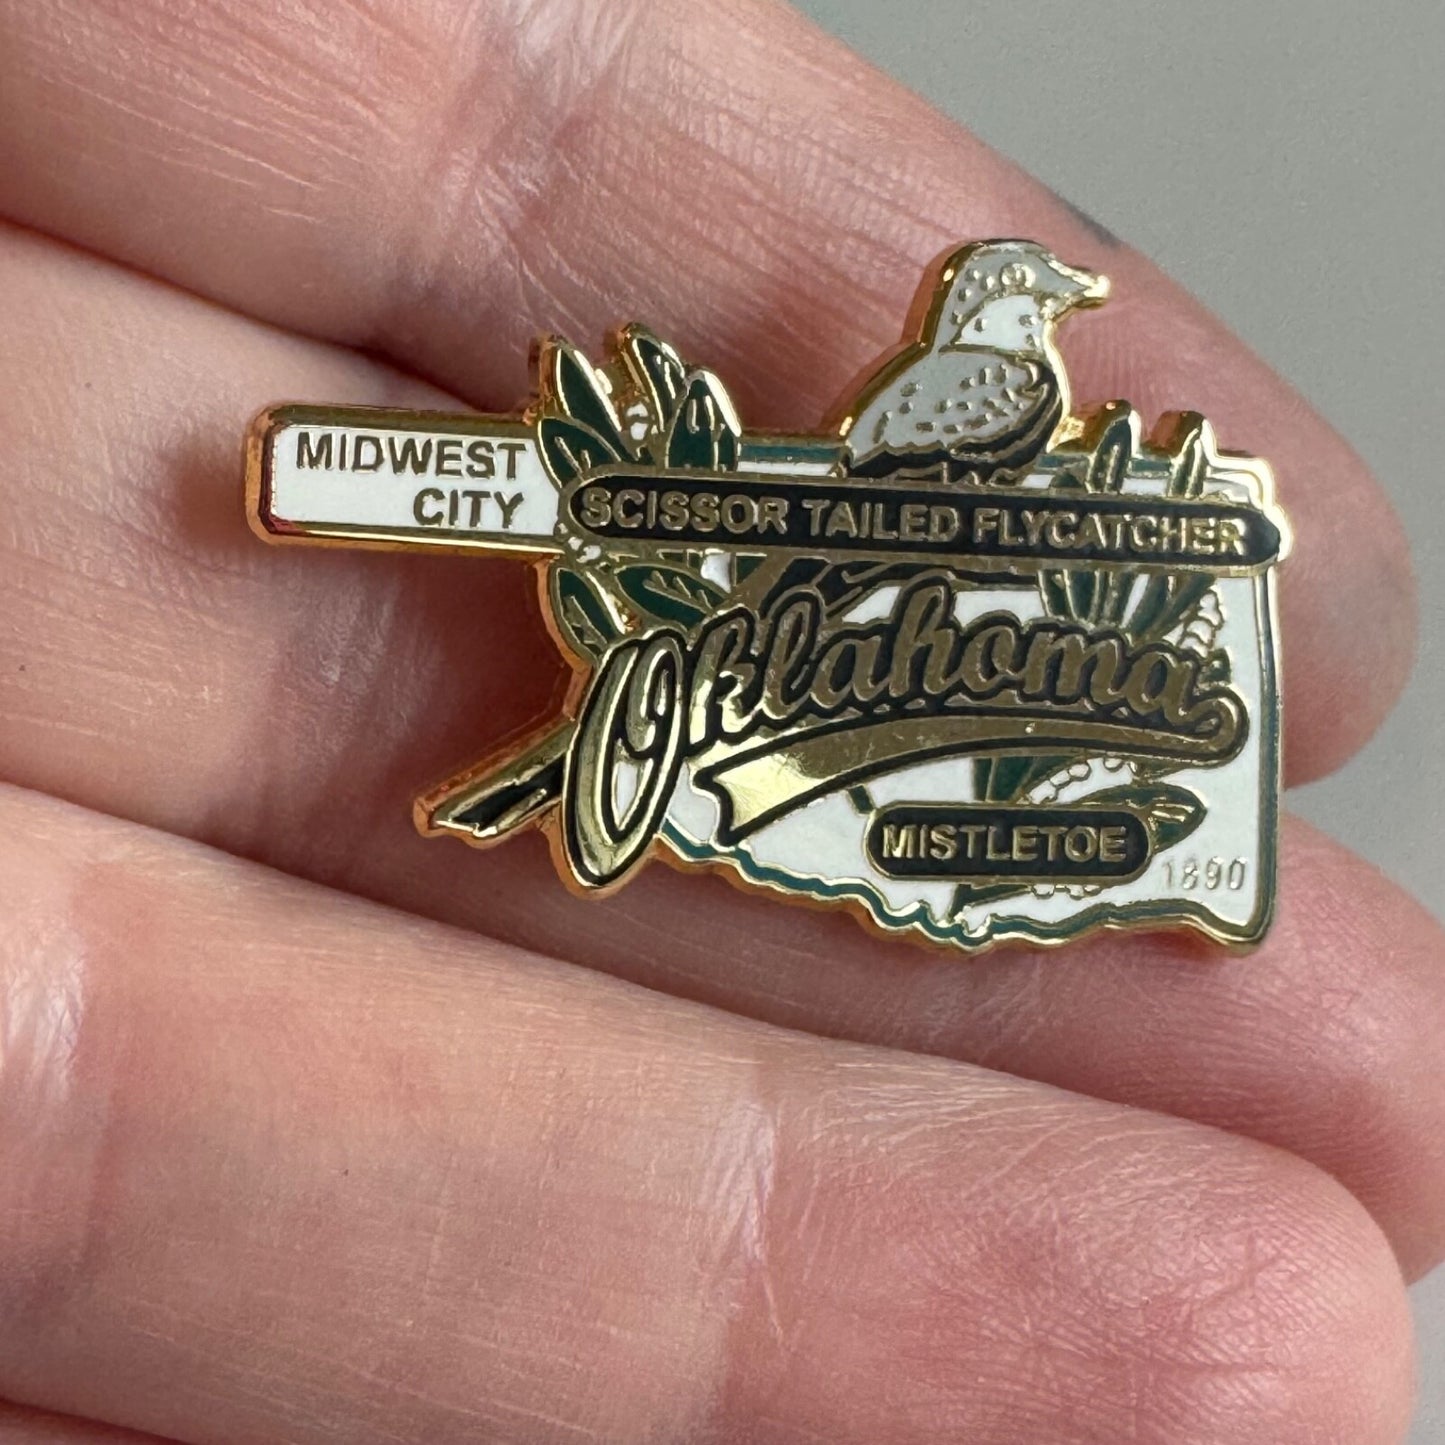 MIDWEST
CITY
SCISSOR TAILED FLYCATCHER
Oklahoma
MISTLETOE
1890